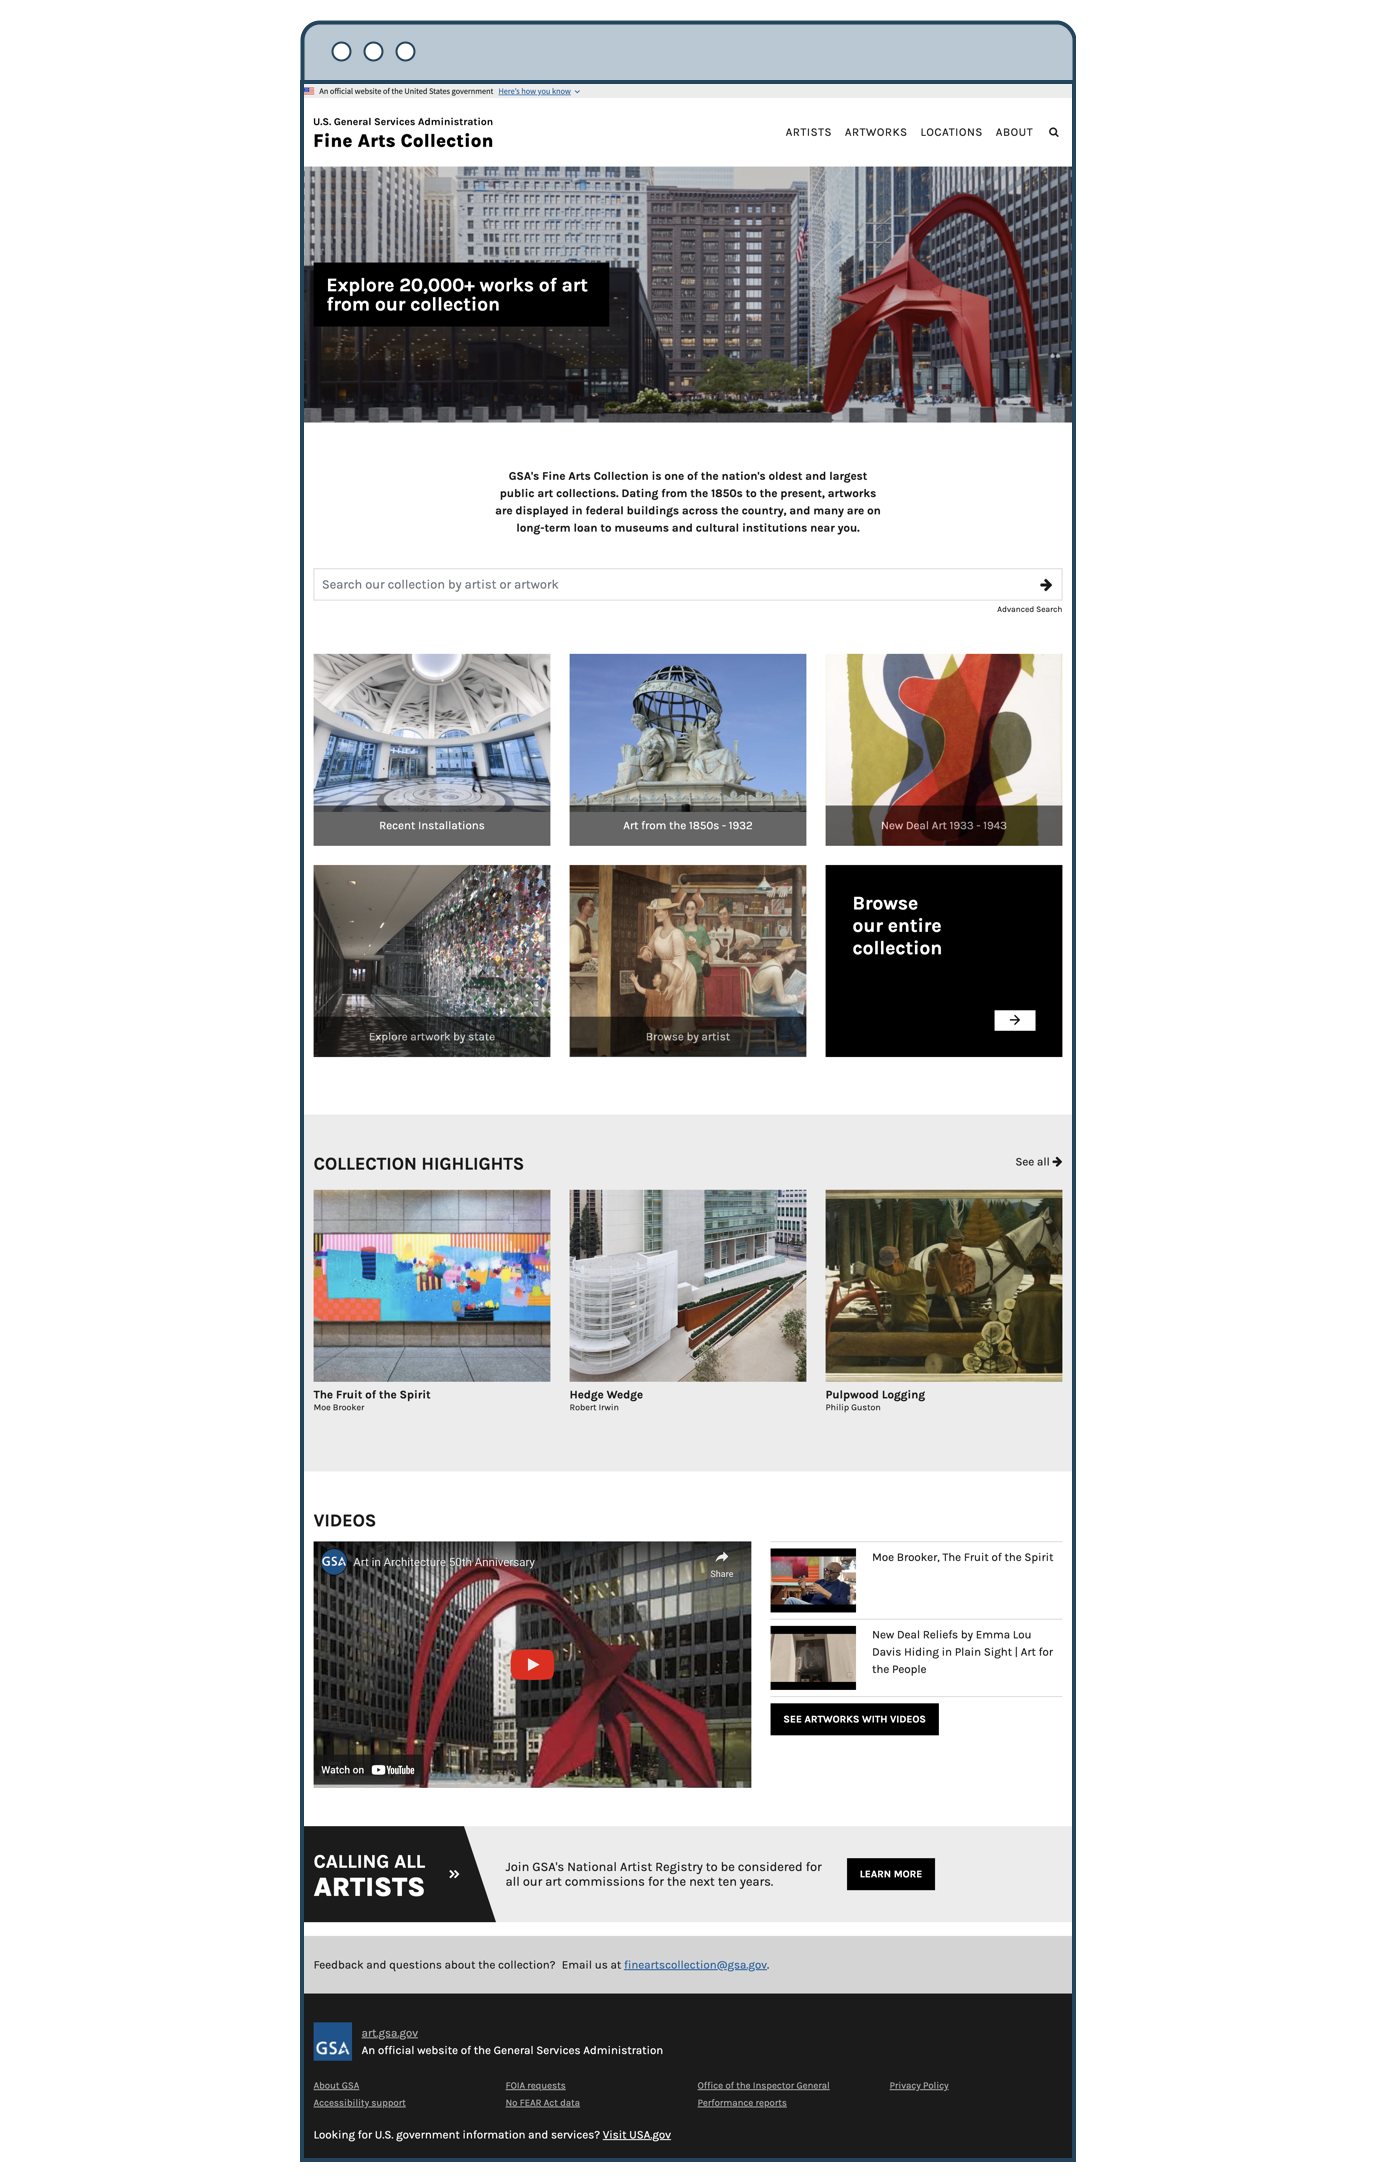 An official website of the United States government Here's how you know
U.S. General Services Administration
Fine Arts Collection
ARTISTS ARTWORKS LOCATIONS ABOUT
Explore 20,000+ works of art
from our collection
GSA's Fine Arts Collection is one of the nation's oldest and largest
public art collections. Dating from the 1850s to the present, artworks
are displayed in federal buildings across the country, and many are on
long-term loan to museums and cultural institutions near you.
Search our collection by artist or artwork
Advanced Search
Recent Installations
Art from the 1850s - 1932
New Deal Art 1933 - 1943
Explore artwork by state
Browse by artist
Browse
our entire
collection
COLLECTION HIGHLIGHTS
See all
The Fruit of the Spirit
Moe Brooker
Hedge Wedge
Robert Irwin
Pulpwood Logging
Philip Guston
VIDEOS
GSA Art in Architecture 50th Anniversary
Share
Watch on YouTube
Moe Brooker, The Fruit of the Spirit
New Deal Reliefs by Emma Lou
Davis Hiding in Plain Sight | Art for
the People
SEE ARTWORKS WITH VIDEOS
CALLING ALL
ARTISTS »
Join GSA's National Artist Registry to be considered for
all our art commissions for the next ten years.
LEARN MORE
Feedback and questions about the collection? Email us at fineartscollection@gsa.gov.
GSA
art.gsa.gov
An official website of the General Services Administration
About GSA
Accessibility support
FOIA requests
No FEAR Act data
Office of the Inspector General
Performance reports
Privacy Policy
Looking for U.S. government information and services? Visit USA.gov